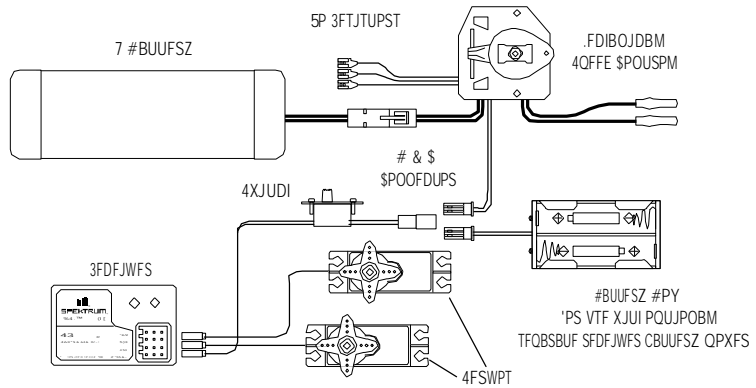 5P 3FTJTUPST
7 #BUUFSZ
.FDIBOJDBM
4QFFE $POUSPM
# & $
$POOFDUPS
4XJUDI
3FDFJWFS
SPEKTRUM
#BUUFSZ #PY
'PS VTF XJUI PQUJPOBM
TFQBSBUF SFDFJWFS CBUUFSZ QPXFS
4FSWPT